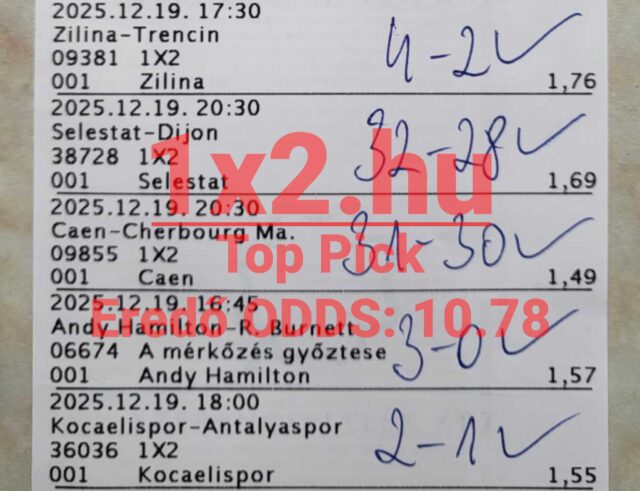 2025.12.19. 17:30
Zilina-Trencin
09381 1X2
001 Zilina 1,76
4-2✓
2025.12.19. 20:30
Selestat-Dijon
38728 1X2
001 Selestat 1,69
32-28✓
2025.12.19. 20:30
Caen-Cherbourg Ma.
09855 1X2
001 Caen 1,49
31-30✓
2025.12.19. 16:45
Andy Hamilton-R. Burnett
06674 A mérkőzés győztese
001 Andy Hamilton 1,57
3-0✓
2025.12.19. 18:00
Kocaelispor-Antalyaspor
36036 1X2
001 Kocaelispor 1,55
2-1✓
1x2.hu
Top Pick
Eredő ODDS: 10.78